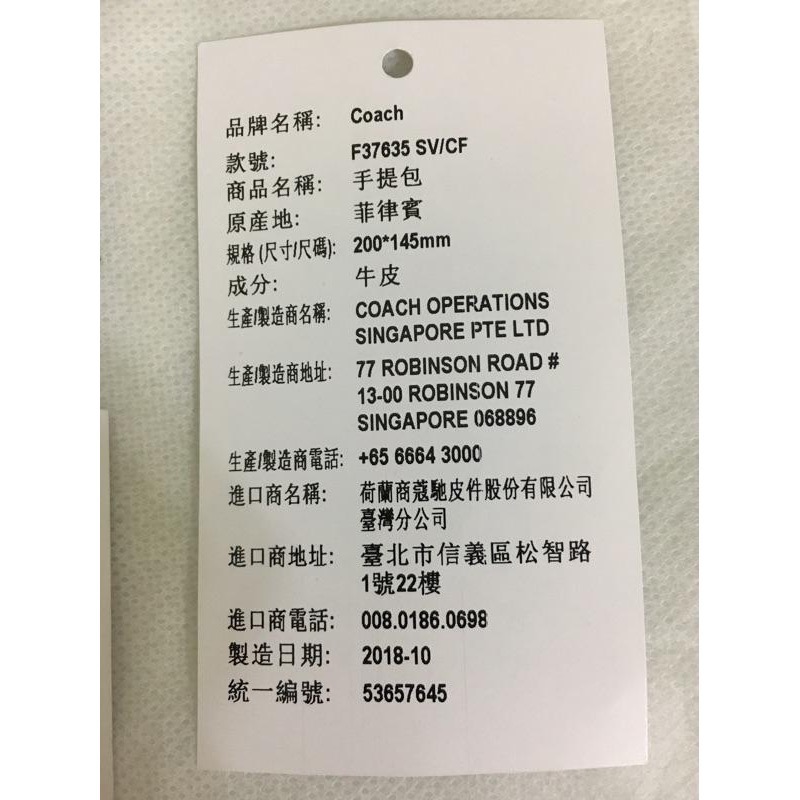 品牌名稱: Coach
款號: F37635 SV/CF
商品名稱: 手提包
原產地: 菲律賓
規格 (尺寸/尺碼): 200*145mm
成分: 牛皮
生產/製造商名稱: COACH OPERATIONS
SINGAPORE PTE LTD
生產/製造商地址: 77 ROBINSON ROAD #
13-00 ROBINSON 77
SINGAPORE 068896
生產/製造商電話: +65 6664 3000
進口商名稱: 荷蘭商蔻馳皮件股份有限公司
臺灣分公司
進口商地址: 臺北市信義區松智路
1號22樓
進口商電話: 008.0186.0698
製造日期: 2018-10
統一編號: 53657645